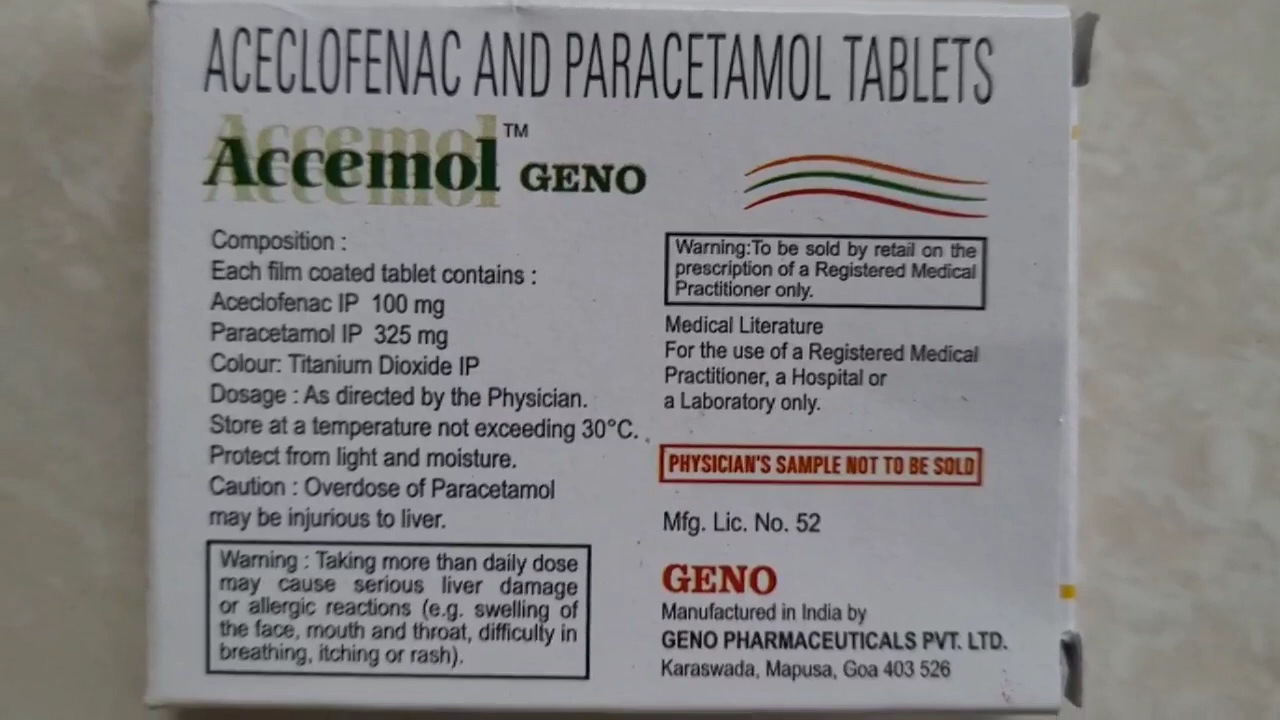 ACECLOFENAC AND PARACETAMOL TABLETS
Accemol™ GENO
Composition :
Each film coated tablet contains :
Aceclofenac IP 100 mg
Paracetamol IP 325 mg
Colour: Titanium Dioxide IP
Dosage : As directed by the Physician.
Store at a temperature not exceeding 30°C.
Protect from light and moisture.
Caution : Overdose of Paracetamol
may be injurious to liver.
Warning : Taking more than daily dose
may cause serious liver damage
or allergic reactions (e.g. swelling of
the face, mouth and throat, difficulty in
breathing, itching or rash).
Warning:To be sold by retail on the
prescription of a Registered Medical
Practitioner only.
Medical Literature
For the use of a Registered Medical
Practitioner, a Hospital or
a Laboratory only.
PHYSICIAN'S SAMPLE NOT TO BE SOLD
Mfg. Lic. No. 52
GENO
Manufactured in India by
GENO PHARMACEUTICALS PVT. LTD.
Karaswada, Mapusa, Goa 403 526